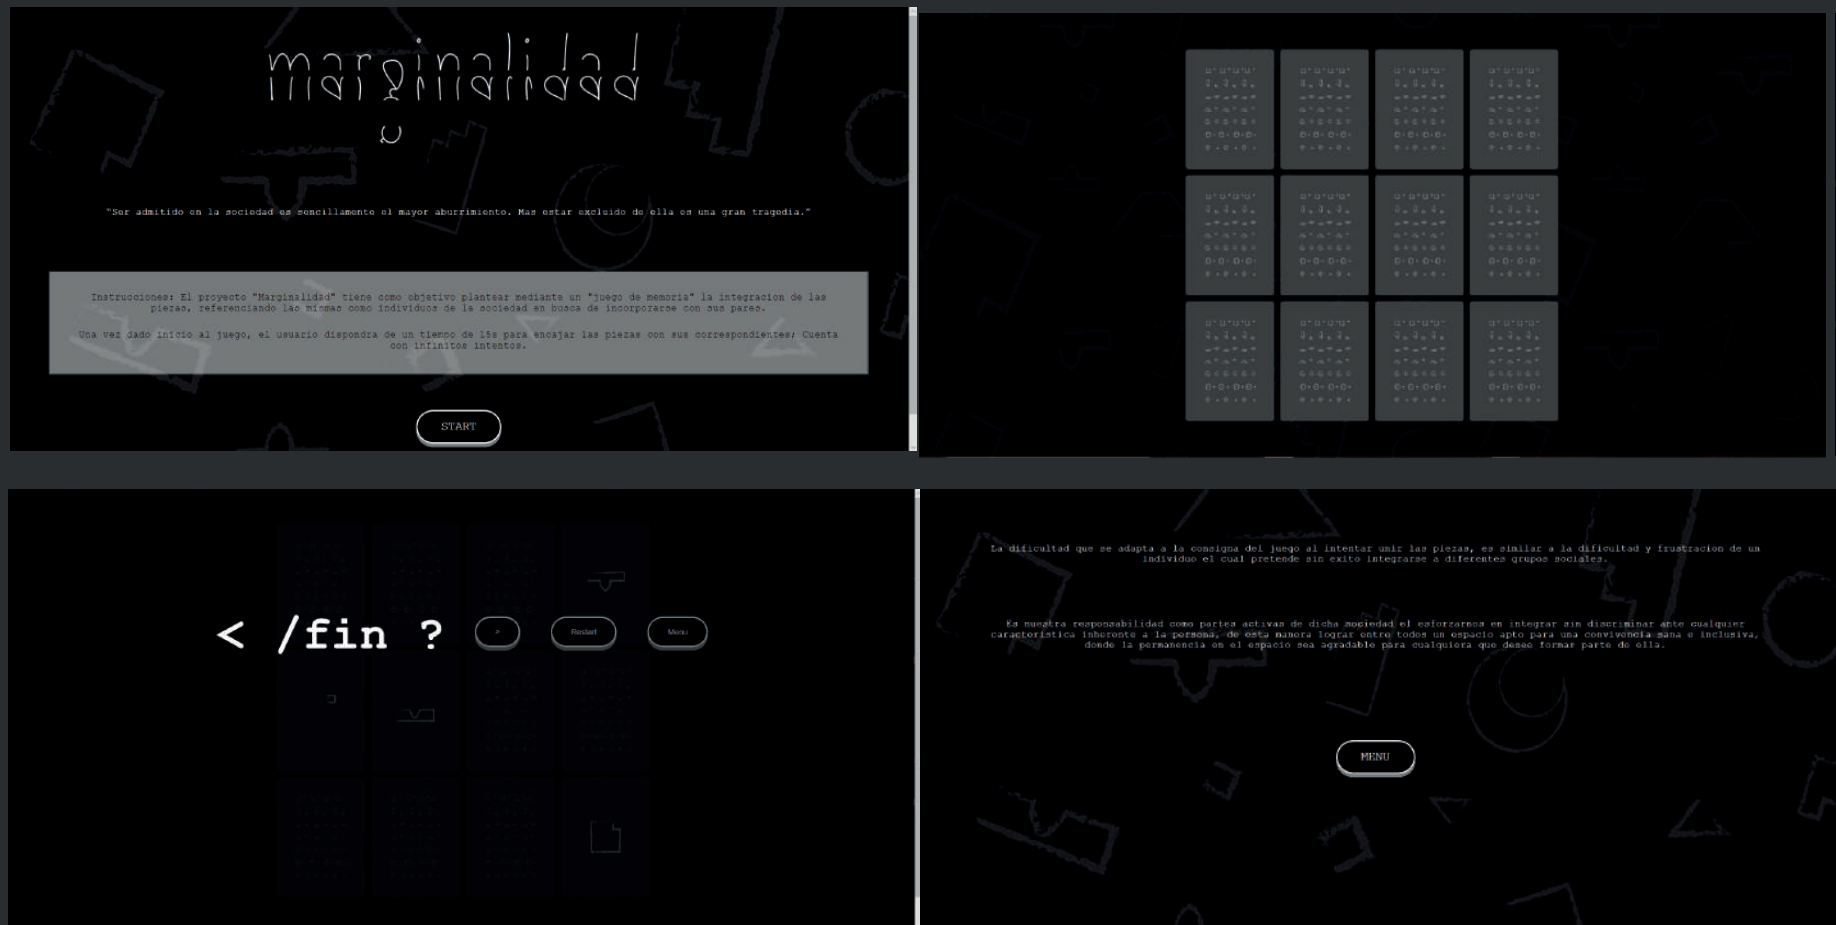 marginalidad
"Ser admitido en la sociedad es sencillamente el mayor aburrimiento. Mas estar excluido de ella es una gran tragedia."
Instrucciones: El proyecto "Marginalidad" tiene como objetivo plantear mediante un "juego de memoria" la integracion de las
piezas, referenciando las mismas como individuos de la sociedad en busca de incorporarse con sus pares.
Una vez dado inicio al juego, el usuario dispondra de un tiempo de 15s para encajar las piezas con sus correspondientes; Cuenta
con infinitos intentos.
START
< /fin ?
>
Restart
Menu
La dificultad que se adapta a la consigna del juego al intentar unir las piezas, es similar a la dificultad y frustracion de un
individuo el cual pretende sin exito integrarse a diferentes grupos sociales.
Es nuestra responsabilidad como partes activas de dicha sociedad el esforzarnos en integrar sin discriminar ante cualquier
caracteristica inherente a la persona, de esta manera lograr entre todos un espacio apto para una convivencia sana e inclusiva,
donde la permanencia en el espacio sea agradable para cualquiera que desee formar parte de ella.
MENU